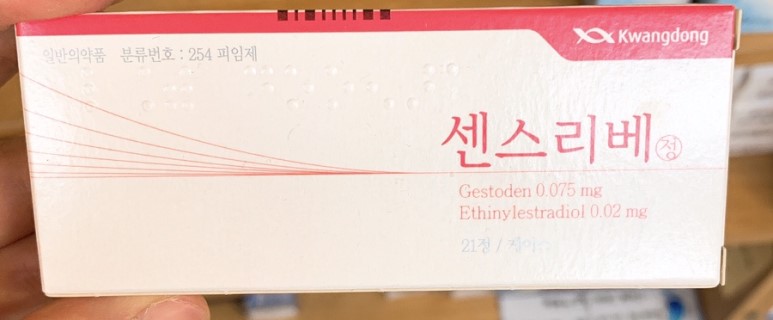 Kwangdong
일반의약품 분류번호 : 254 피임제
센스리베 정
Gestoden 0.075 mg
Ethinylestradiol 0.02 mg
21정 /